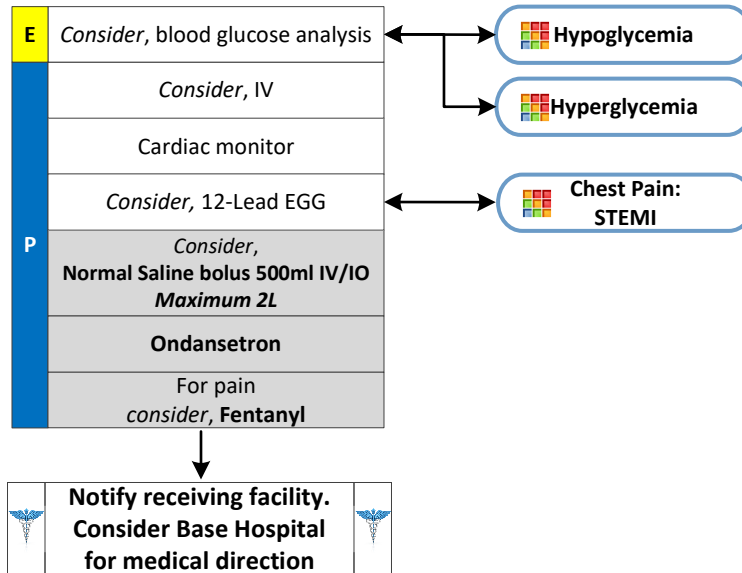 E
Consider, blood glucose analysis
Hypoglycemia
Hyperglycemia
P
Consider, IV
Cardiac monitor
Consider, 12-Lead EGG
Chest Pain:
STEMI
Consider,
Normal Saline bolus 500ml IV/IO
Maximum 2L
Ondansetron
For pain
consider, Fentanyl
Notify receiving facility.
Consider Base Hospital
for medical direction